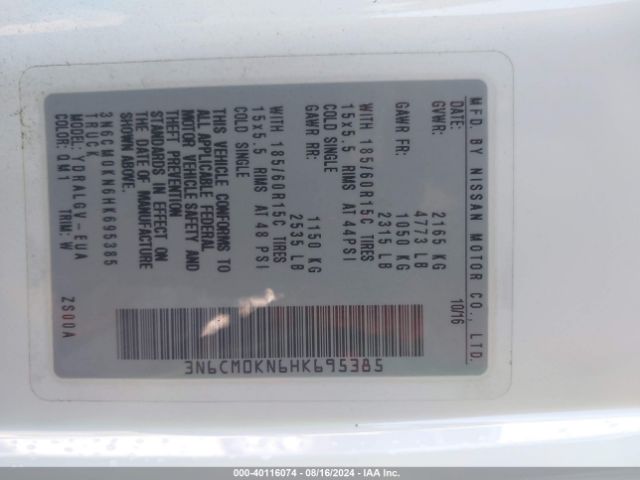 MFD. BY NISSAN MOTOR CO., LTD.
DATE: 10/16
GVWR: 2165 KG
4773 LB
GAWR FR: 1050 KG
2315 LB
WITH 185/60R15C TIRES
15x5.5 RIMS AT 44PSI
COLD SINGLE
GAWR RR: 1150 KG
2535 LB
WITH 185/60R15C TIRES
15x5.5 RIMS AT 48 PSI
COLD SINGLE
THIS VEHICLE CONFORMS TO
ALL APPLICABLE FEDERAL
MOTOR VEHICLE SAFETY AND
THEFT PREVENTION
STANDARDS IN EFFECT ON
THE DATE OF MANUFACTURE
SHOWN ABOVE.
3N6CM0KN6HK695385
TRUCK
MODEL: YDRALGV-EUA
COLOR: QM1 TRIM: W
ZS00A
3N6CM0KN6HK695385
000-40116074 / 08/16/2024 / IAA Inc.